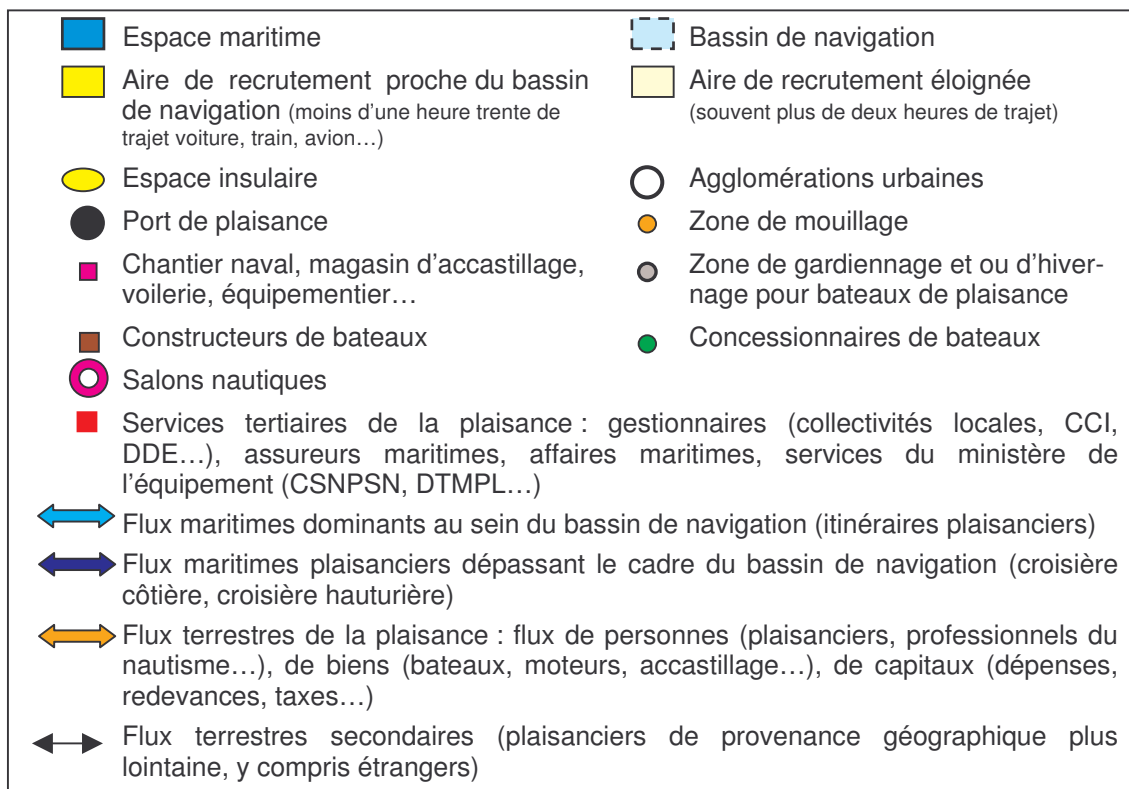 Espace maritime
Bassin de navigation
Aire de recrutement proche du bassin
de navigation (moins d'une heure trente de
trajet voiture, train, avion…)
Aire de recrutement éloignée
(souvent plus de deux heures de trajet)
Espace insulaire
Agglomérations urbaines
Port de plaisance
Zone de mouillage
Chantier naval, magasin d'accastillage,
voilerie, équipementier…
Zone de gardiennage et ou d'hiver-
nage pour bateaux de plaisance
Constructeurs de bateaux
Concessionnaires de bateaux
Salons nautiques
Services tertiaires de la plaisance : gestionnaires (collectivités locales, CCI,
DDE…), assureurs maritimes, affaires maritimes, services du ministère de
l'équipement (CSNPSN, DTMPL…)
Flux maritimes dominants au sein du bassin de navigation (itinéraires plaisanciers)
Flux maritimes plaisanciers dépassant le cadre du bassin de navigation (croisière
côtière, croisière hauturière)
Flux terrestres de la plaisance : flux de personnes (plaisanciers, professionnels du
nautisme…), de biens (bateaux, moteurs, accastillage…), de capitaux (dépenses,
redevances, taxes…)
Flux terrestres secondaires (plaisanciers de provenance géographique plus
lointaine, y compris étrangers)